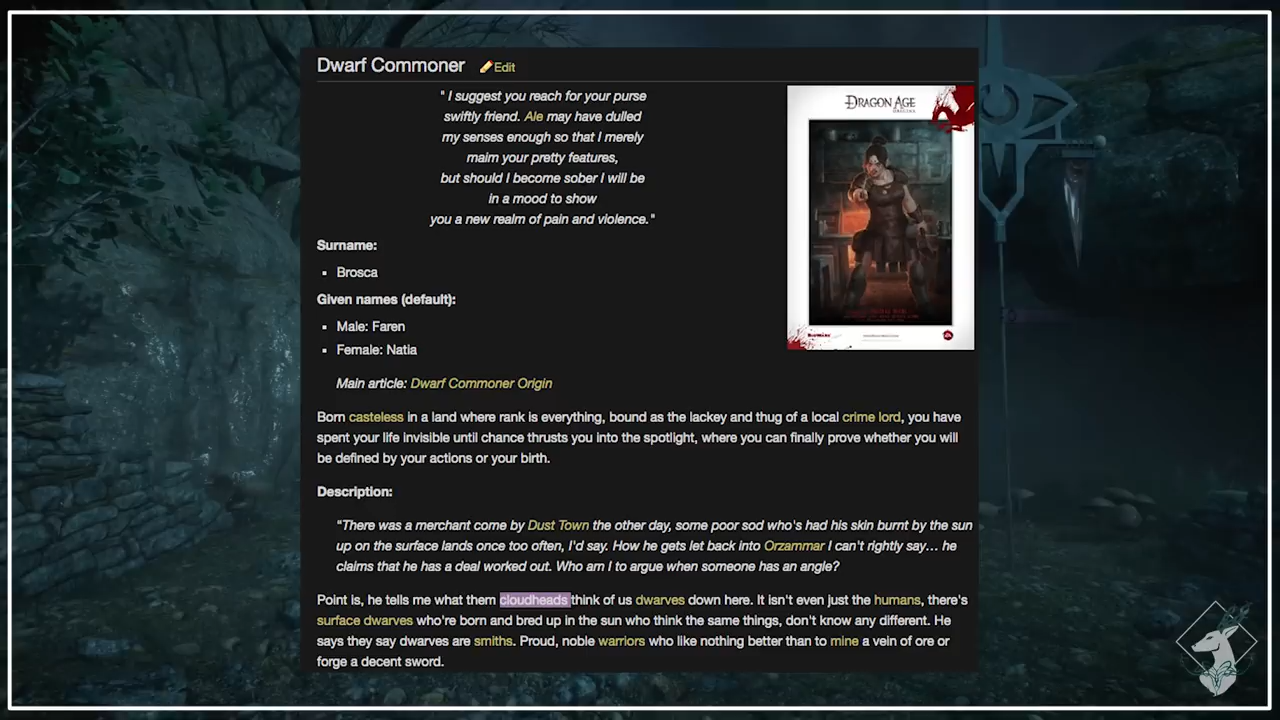 Dwarf Commoner Edit
" I suggest you reach for your purse
swiftly friend. Ale may have dulled
my senses enough so that I merely
maim your pretty features,
but should I become sober I will be
in a mood to show
you a new realm of pain and violence."
DRAGON AGE
ORIGINS
Surname:
Brosca
Given names (default):
Male: Faren
Female: Natia
Main article: Dwarf Commoner Origin
Born casteless in a land where rank is everything, bound as the lackey and thug of a local crime lord, you have
spent your life invisible until chance thrusts you into the spotlight, where you can finally prove whether you will
be defined by your actions or your birth.
Description:
"There was a merchant come by Dust Town the other day, some poor sod who's had his skin burnt by the sun
up on the surface lands once too often, I'd say. How he gets let back into Orzammar I can't rightly say… he
claims that he has a deal worked out. Who am I to argue when someone has an angle?
Point is, he tells me what them cloudheads think of us dwarves down here. It isn't even just the humans, there's
surface dwarves who're born and bred up in the sun who think the same things, don't know any different. He
says they say dwarves are smiths. Proud, noble warriors who like nothing better than to mine a vein of ore or
forge a decent sword.